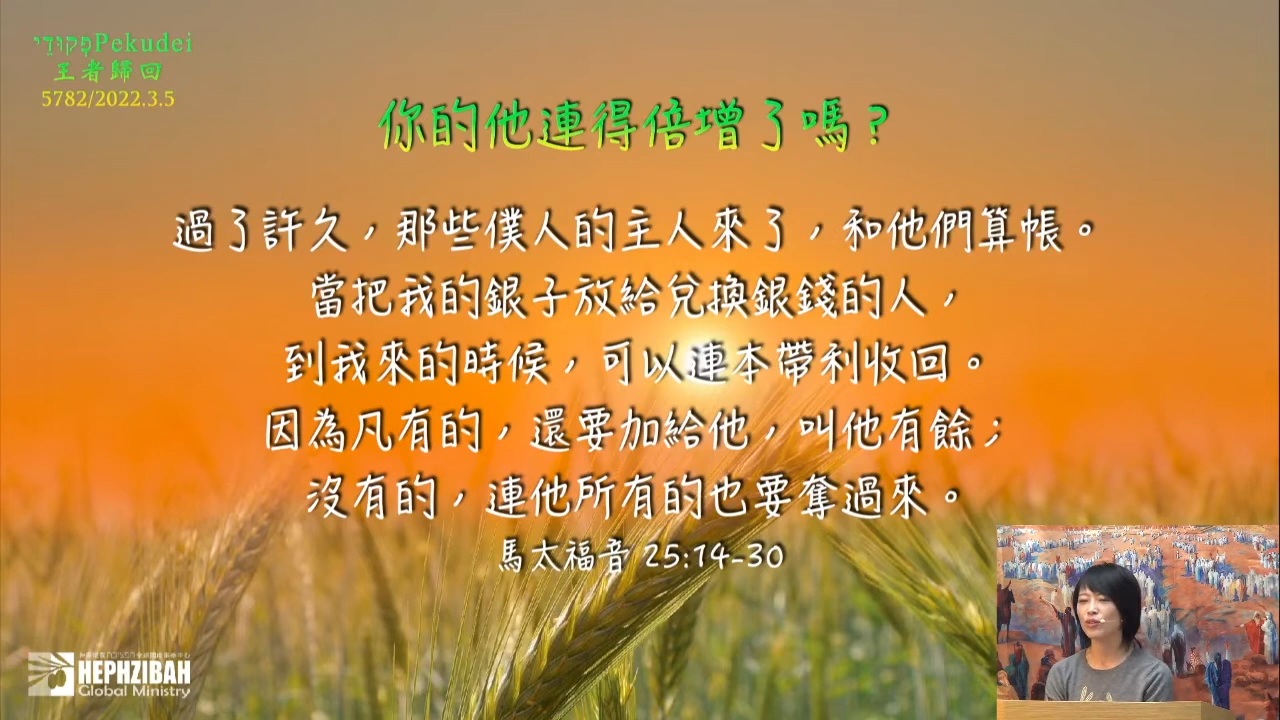 פְקוּדֵיPekudei
王者歸回
5782/2022.3.5
你的他連得倍增了嗎？
過了許久，那些僕人的主人來了，和他們算帳。
當把我的銀子放給兌換銀錢的人，
到我來的時候，可以連本帶利收回。
因為凡有的，還要加給他，叫他有餘；
沒有的，連他所有的也要奪過來。
馬太福音 25:14-30
HEPHZIBAH
Global Ministry